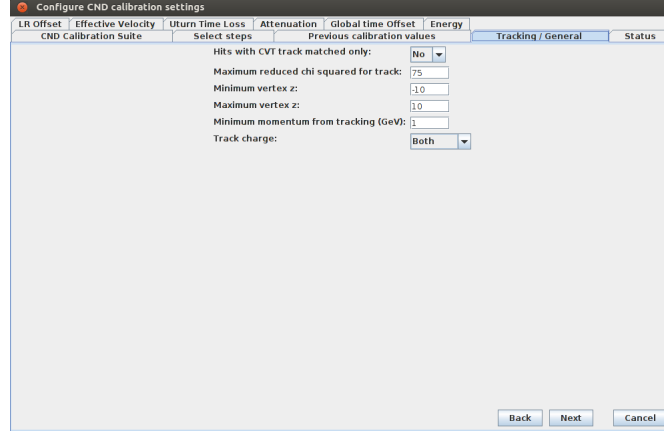 Configure CND calibration settings
LR Offset Effective Velocity Uturn Time Loss Attenuation Global time Offset Energy
CND Calibration Suite Select steps Previous calibration values Tracking / General Status
Hits with CVT track matched only: No
Maximum reduced chi squared for track: 75
Minimum vertex z: -10
Maximum vertex z: 10
Minimum momentum from tracking (GeV): 1
Track charge: Both
Back Next Cancel